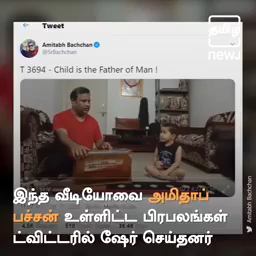 Tweet
தமிழ்
newJ
Amitabh Bachchan
@SrBachchan
T 3694 - Child is the Father of Man !
இந்த வீடியோவை அமிதாப்
பச்சன் உள்ளிட்ட பிரபலங்கள்
ட்விட்டரில் ஷேர் செய்தனர்
Amitabh Bachchan